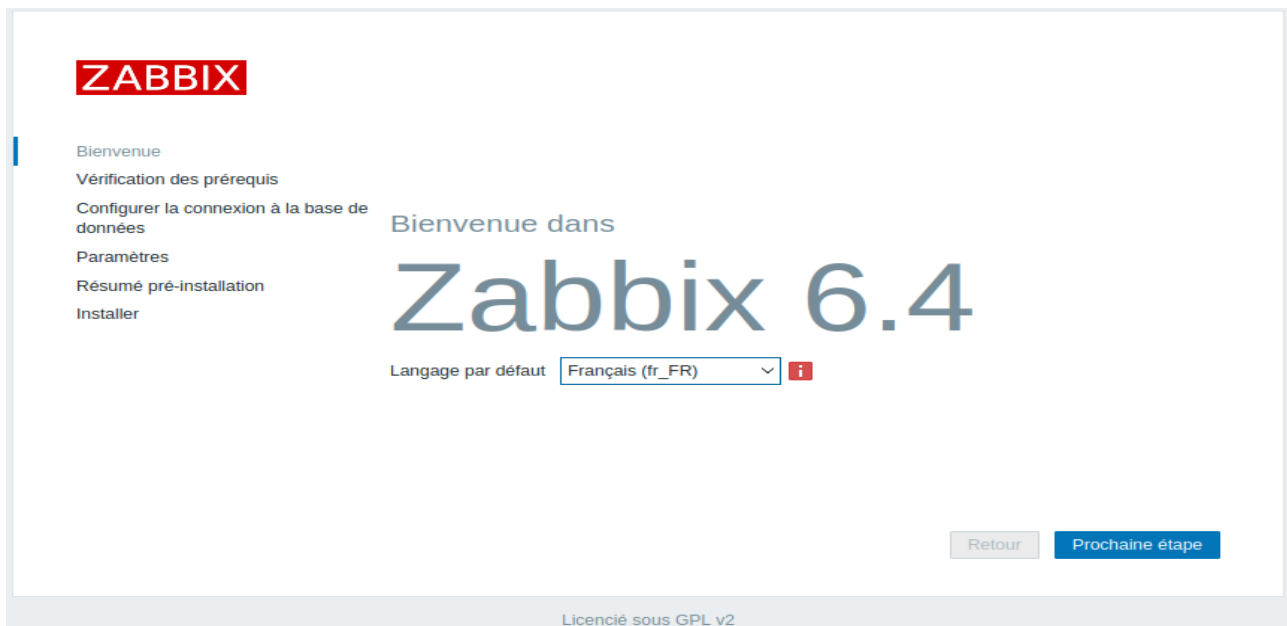 ZABBIX
Bienvenue
Vérification des prérequis
Configurer la connexion à la base de
données
Paramètres
Résumé pré-installation
Installer
Bienvenue dans
Zabbix 6.4
Langage par défaut Français (fr_FR) i
Retour Prochaine étape
Licencié sous GPL v2